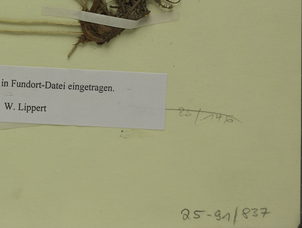 in Fundort-Datei eingetragen.
W. Lippert
25-91/837